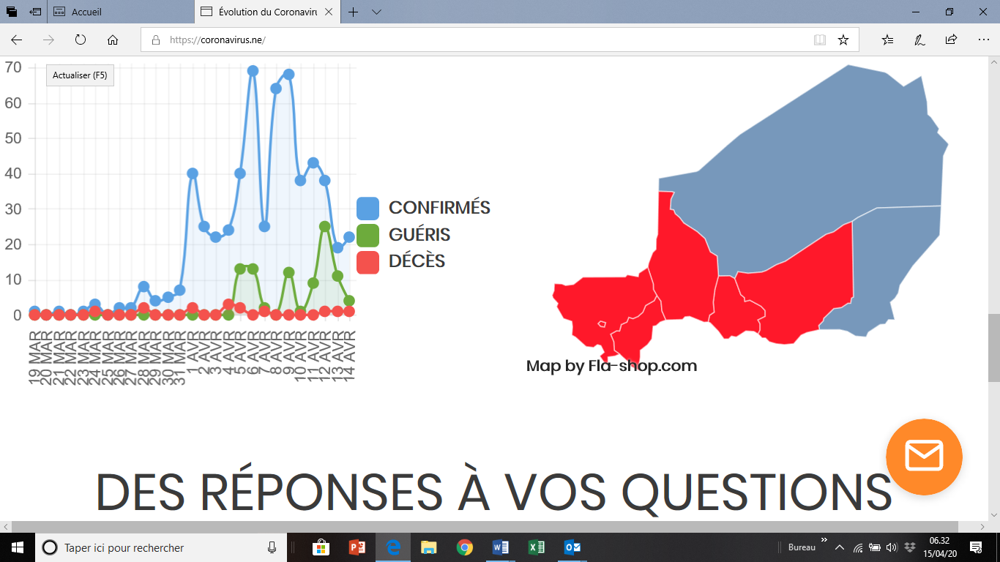 Accueil
Évolution du Coronaviru
https://coronavirus.ne/
Actualiser (F5)
70
60
50
40
30
20
10
0
19 MAR
20 MAR
21 MAR
22 MAR
23 MAR
24 MAR
25 MAR
26 MAR
27 MAR
28 MAR
29 MAR
30 MAR
31 MAR
1 AVR
2 AVR
3 AVR
4 AVR
5 AVR
6 AVR
7 AVR
8 AVR
9 AVR
10 AVR
11 AVR
12 AVR
13 AVR
14 AVR
CONFIRMÉS
GUÉRIS
DÉCÈS
Map by Fla-shop.com
DES RÉPONSES À VOS QUESTIONS
Taper ici pour rechercher
Bureau
06.32
15/04/20